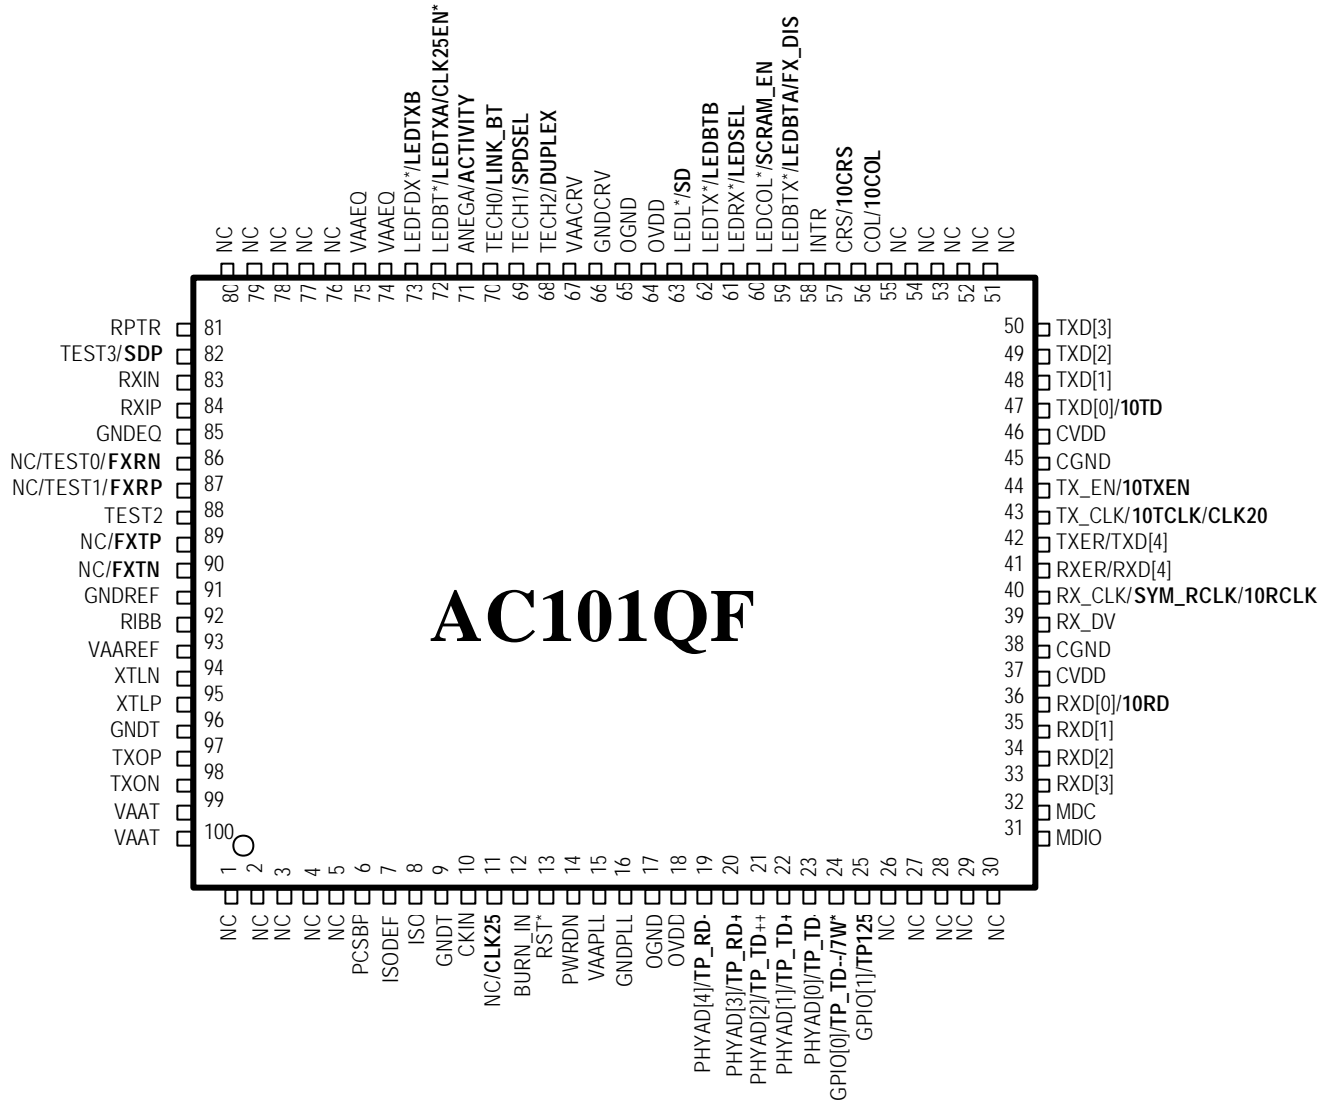 NC
NC
NC
NC
NC
VAAEQ
VAAEQ
LEDFDX*/LEDTXB
LEDBT*/LEDTXA/CLK25EN*
ANEGA/ACTIVITY
TECH0/LINK_BT
TECH1/SPDSEL
TECH2/DUPLEX
VAACRV
GNDCRV
OGND
OVDD
LEDL*/SD
LEDTX*/LEDBTB
LEDRX*/LEDSEL
LEDCOL*/SCRAM_EN
LEDBTX*/LEDBTA/FX_DIS
INTR
CRS/10CRS
COL/10COL
NC
NC
NC
NC
NC
80
79
78
77
76
75
74
73
72
71
70
69
68
67
66
65
64
63
62
61
60
59
58
57
56
55
54
53
52
51
RPTR 81
TEST3/SDP 82
RXIN 83
RXIP 84
GNDEQ 85
NC/TEST0/FXRN 86
NC/TEST1/FXRP 87
TEST2 88
NC/FXTP 89
NC/FXTN 90
GNDREF 91
RIBB 92
VAAREF 93
XTLN 94
XTLP 95
GNDT 96
TXOP 97
TXON 98
VAAT 99
VAAT 100
AC101QF
50 TXD[3]
49 TXD[2]
48 TXD[1]
47 TXD[0]/10TD
46 CVDD
45 CGND
44 TX_EN/10TXEN
43 TX_CLK/10TCLK/CLK20
42 TXER/TXD[4]
41 RXER/RXD[4]
40 RX_CLK/SYM_RCLK/10RCLK
39 RX_DV
38 CGND
37 CVDD
36 RXD[0]/10RD
35 RXD[1]
34 RXD[2]
33 RXD[3]
32 MDC
31 MDIO
1
2
3
4
5
6
7
8
9
10
11
12
13
14
15
16
17
18
19
20
21
22
23
24
25
26
27
28
29
30
NC
NC
NC
NC
NC
PCSBP
ISODEF
ISO
GNDT
CKIN
NC/CLK25
BURN_IN
RST*
PWRDN
VAAPLL
GNDPLL
OGND
OVDD
PHYAD[4]/TP_RD-
PHYAD[3]/TP_RD+
PHYAD[2]/TP_TD++
PHYAD[1]/TP_TD+
PHYAD[0]/TP_TD-
GPIO[0]/TP_TD--/7W*
GPIO[1]/TP125
NC
NC
NC
NC
NC